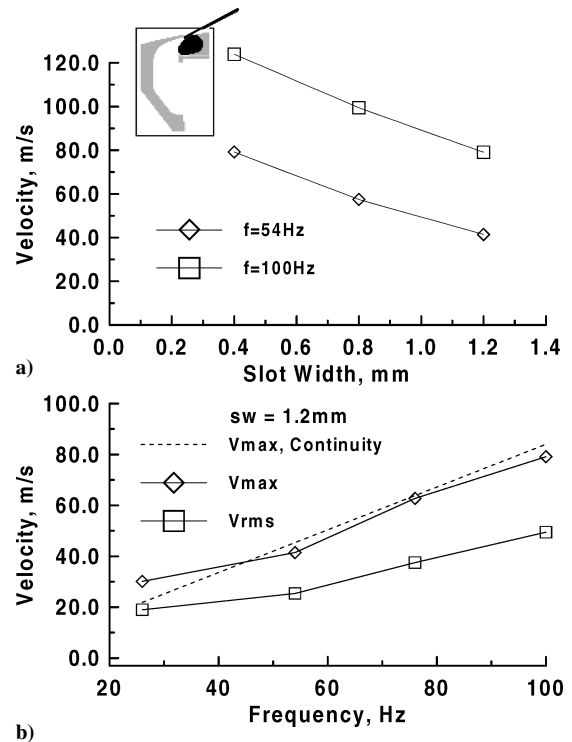 120.0
100.0
80.0
60.0
40.0
20.0
0.0
Velocity, m/s
f=54Hz
f=100Hz
0.0 0.2 0.4 0.6 0.8 1.0 1.2 1.4
Slot Width, mm
a)
100.0
80.0
60.0
40.0
20.0
0.0
Velocity, m/s
sw = 1.2mm
Vmax, Continuity
Vmax
Vrms
20 40 60 80 100
Frequency, Hz
b)